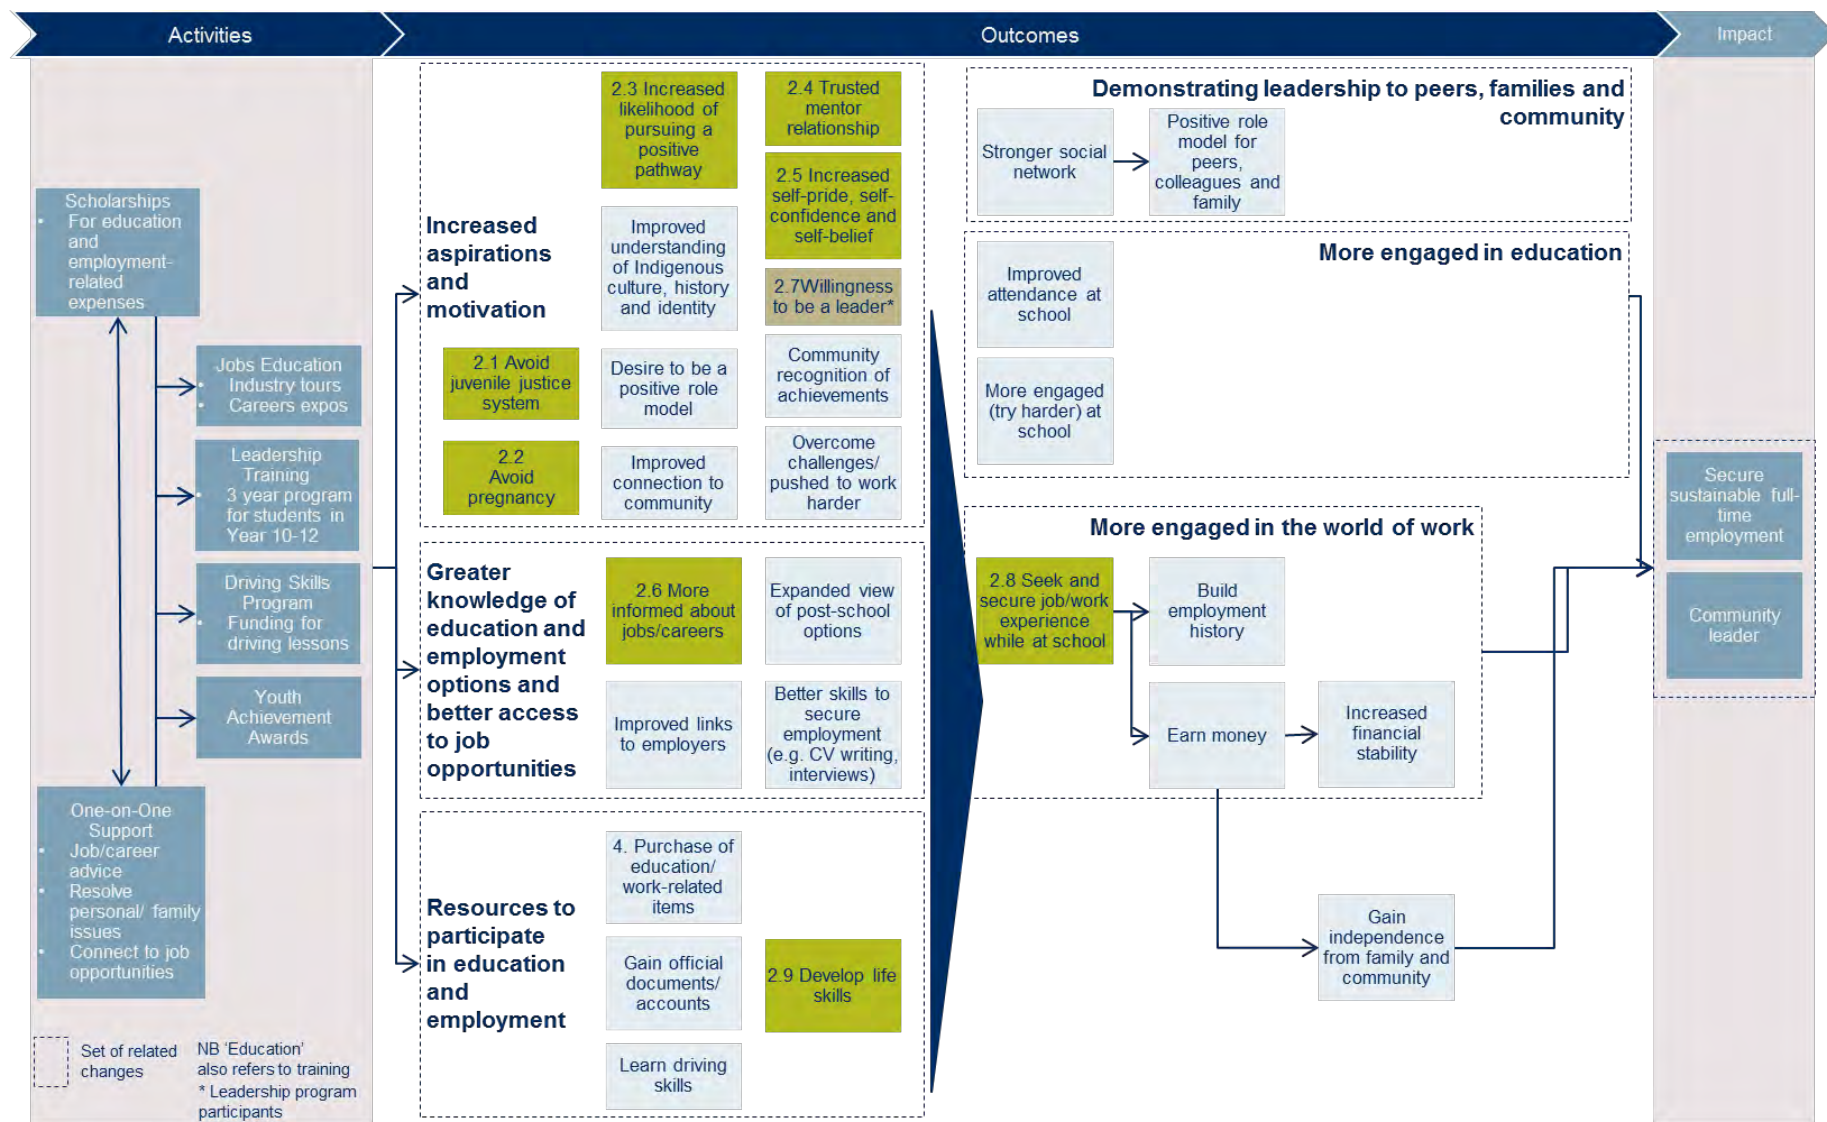 Activities
Outcomes
Impact
Scholarships
• For education
and
employment-
related
expenses
Jobs Education
• Industry tours
• Careers expos
Leadership
Training
• 3 year program
for students in
Year 10-12
Driving Skills
Program
• Funding for
driving lessons
Youth
Achievement
Awards
One-on-One
Support
• Job/career
advice
• Resolve
personal/ family
issues
• Connect to job
opportunities
Set of related
changes
NB ‘Education’
also refers to training
* Leadership program
participants
Increased
aspirations
and
motivation
2.1 Avoid
juvenile justice
system
2.2
Avoid
pregnancy
2.3 Increased
likelihood of
pursuing a
positive
pathway
Improved
understanding
of Indigenous
culture, history
and identity
Desire to be a
positive role
model
Improved
connection to
community
2.4 Trusted
mentor
relationship
2.5 Increased
self-pride, self-
confidence and
self-belief
2.7Willingness
to be a leader*
Community
recognition of
achievements
Overcome
challenges/
pushed to work
harder
Greater
knowledge of
education and
employment
options and
better access
to job
opportunities
2.6 More
informed about
jobs/careers
Expanded view
of post-school
options
Improved links
to employers
Better skills to
secure
employment
(e.g. CV writing,
interviews)
Resources to
participate
in education
and
employment
4. Purchase of
education/
work-related
items
Gain official
documents/
accounts
Learn driving
skills
2.9 Develop life
skills
Demonstrating leadership to peers, families and
community
Stronger social
network
Positive role
model for
peers,
colleagues and
family
More engaged in education
Improved
attendance at
school
More engaged
(try harder) at
school
More engaged in the world of work
2.8 Seek and
secure job/work
experience
while at school
Build
employment
history
Earn money
Increased
financial
stability
Gain
independence
from family and
community
Secure
sustainable full-
time
employment
Community
leader